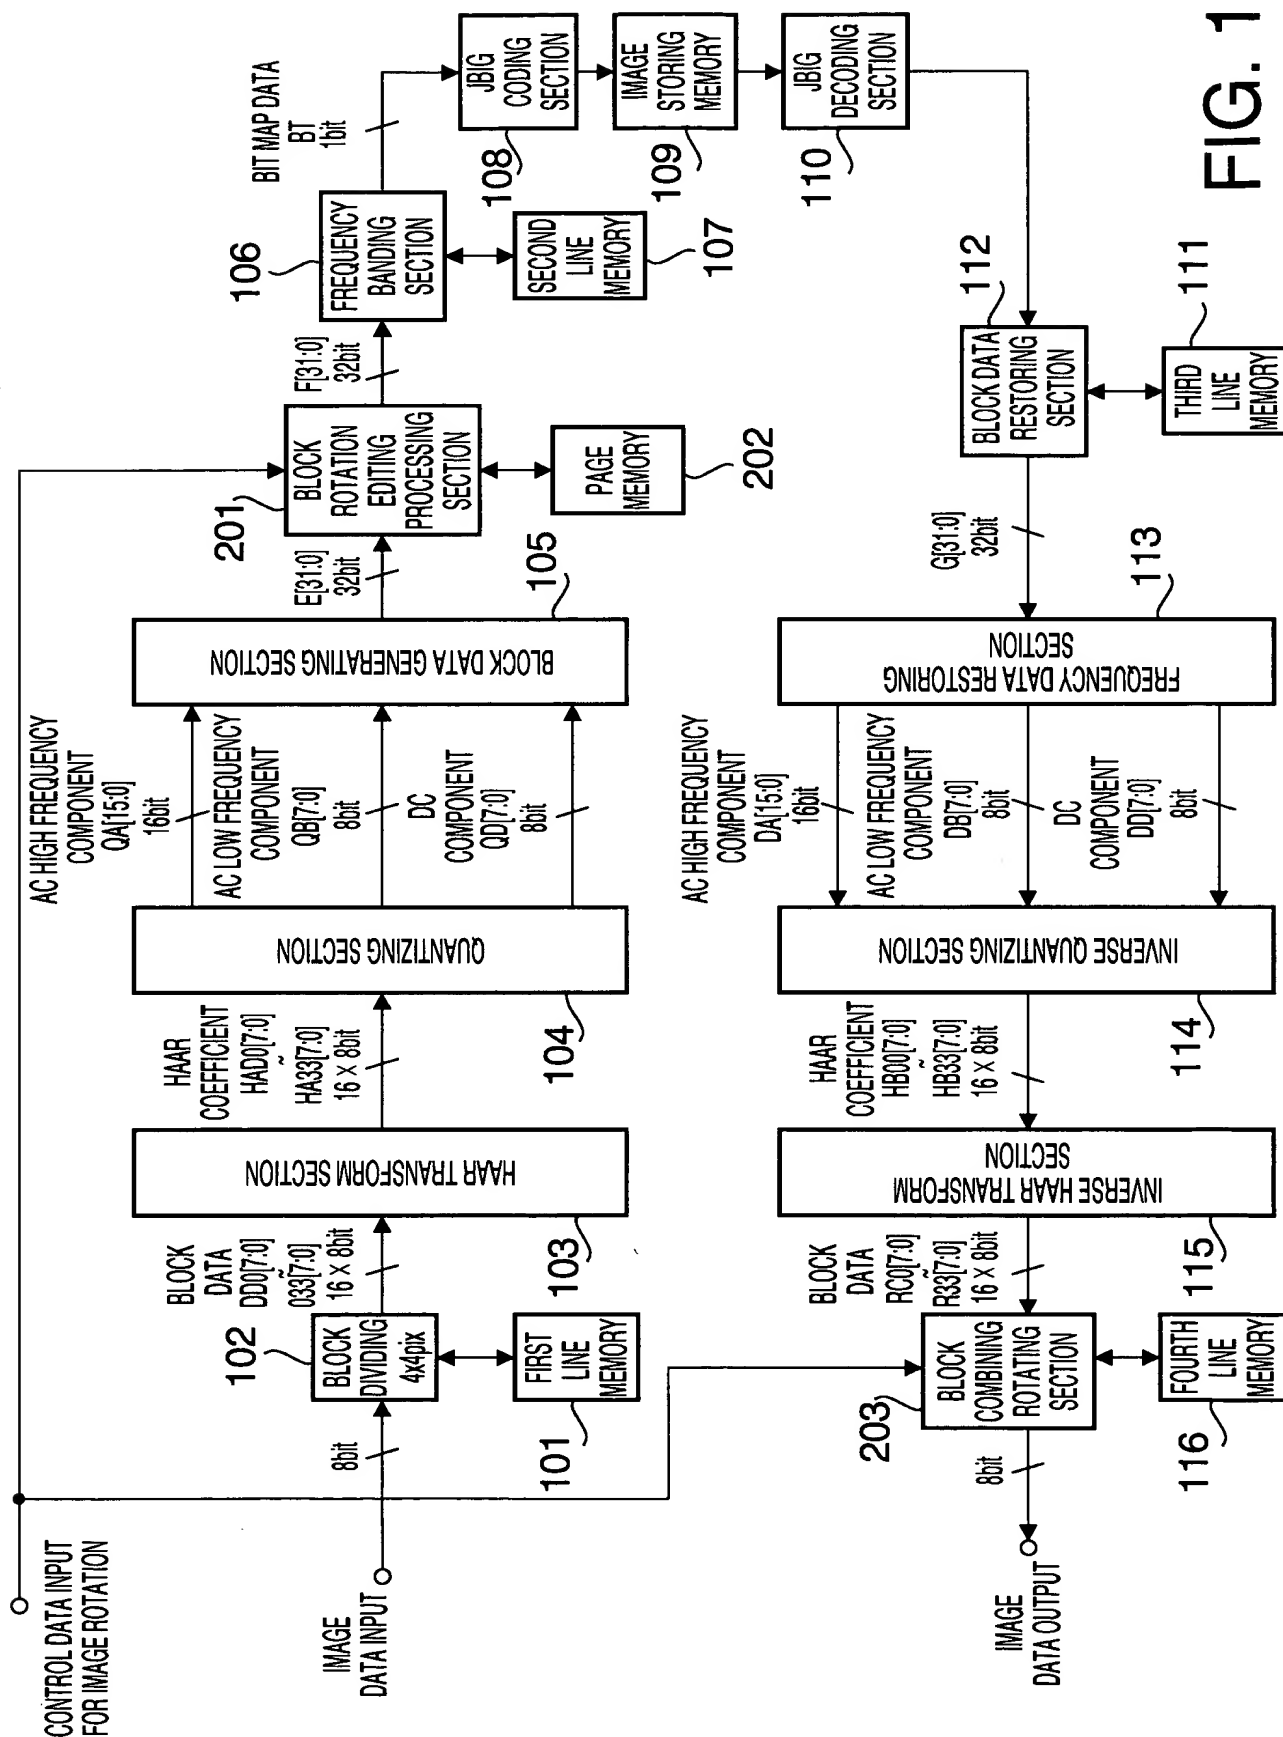 CONTROL DATA INPUT
FOR IMAGE ROTATION
IMAGE
DATA INPUT
8bit
102
BLOCK
DIVIDING
4x4pix
FIRST
LINE
MEMORY
101
BLOCK
DATA
DD0[7:0]
~
033[7:0]
16 × 8bit
HAAR TRANSFORM SECTION
103
HAAR
COEFFICIENT
HAD0[7:0]
~
HA33[7:0]
16 × 8bit
QUANTIZING SECTION
104
AC HIGH FREQUENCY
COMPONENT
QA[15:0]
16bit
AC LOW FREQUENCY
COMPONENT
QB[7:0]
8bit
DC
COMPONENT
QD[7:0]
8bit
BLOCK DATA GENERATING SECTION
105
E[31:0]
32bit
201
BLOCK
ROTATION
EDITING
PROCESSING
SECTION
PAGE
MEMORY
202
F[31:0]
32bit
106
FREQUENCY
BANDING
SECTION
SECOND
LINE
MEMORY
107
BIT MAP DATA
BT
1bit
JBIG
CODING
SECTION
108
IMAGE
STORING
MEMORY
109
JBIG
DECODING
SECTION
110
112
BLOCK DATA
RESTORING
SECTION
THIRD
LINE
MEMORY
111
G[31:0]
32bit
FREQUENCY DATA RESTORING
SECTION
113
AC HIGH FREQUENCY
COMPONENT
DA[15:0]
16bit
AC LOW FREQUENCY
COMPONENT
DB[7:0]
8bit
DC
COMPONENT
DD[7:0]
8bit
INVERSE QUANTIZING SECTION
114
HAAR
COEFFICIENT
HB00[7:0]
~
HB33[7:0]
16 × 8bit
INVERSE HAAR TRANSFORM
SECTION
115
BLOCK
DATA
RC0[7:0]
~
R33[7:0]
16 × 8bit
203
BLOCK
COMBINING
ROTATING
SECTION
FOURTH
LINE
MEMORY
116
8bit
IMAGE
DATA OUTPUT
FIG. 1